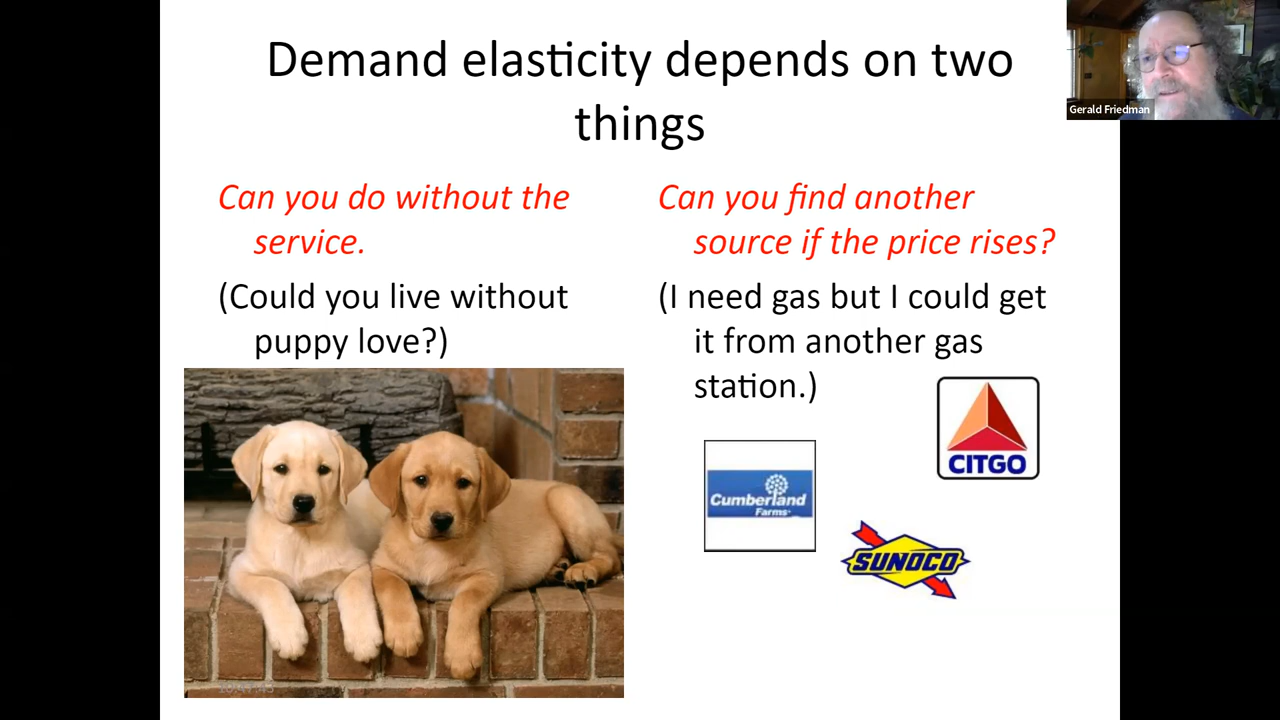 Demand elasticity depends on two
things
Gerald Friedman
Can you do without the
service.
(Could you live without
puppy love?)
Can you find another
source if the price rises?
(I need gas but I could get
it from another gas
station.)
CITGO
Cumberland
Farms
SUNOCO